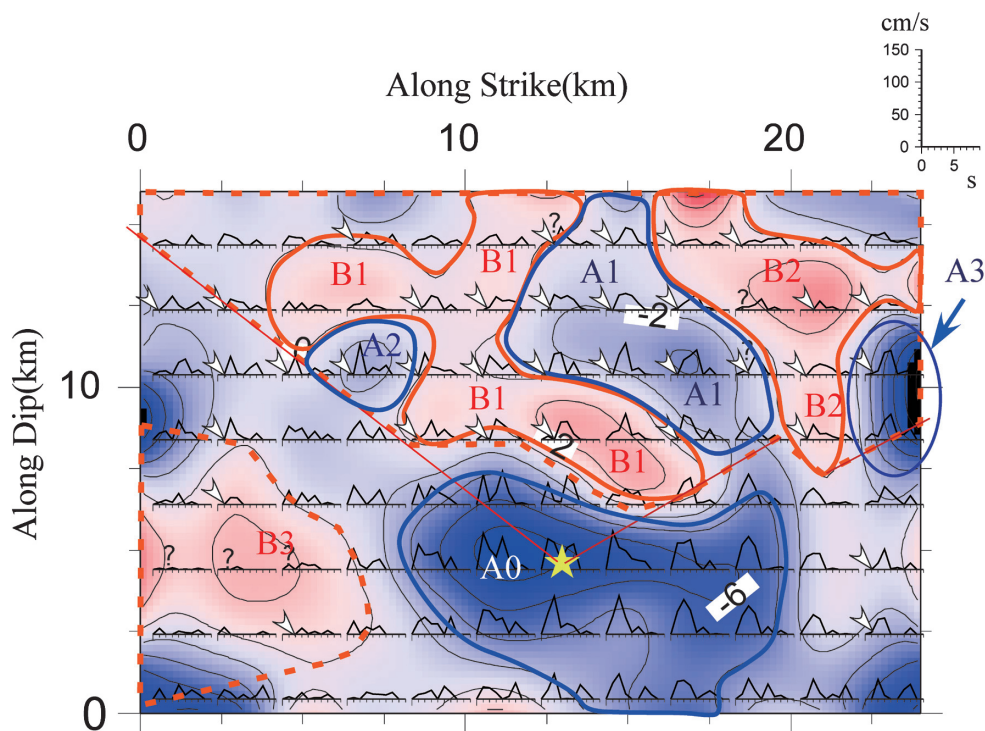 cm/s
150
100
50
0
0 5
s
Along Strike(km)
0 10 20
?
B1 B1 A1 B2 A3
?
-2
0
A2 ?
10
B1 A1 B2
2
B1
Along Dip(km)
B3
? ? ?
A0
-6
0